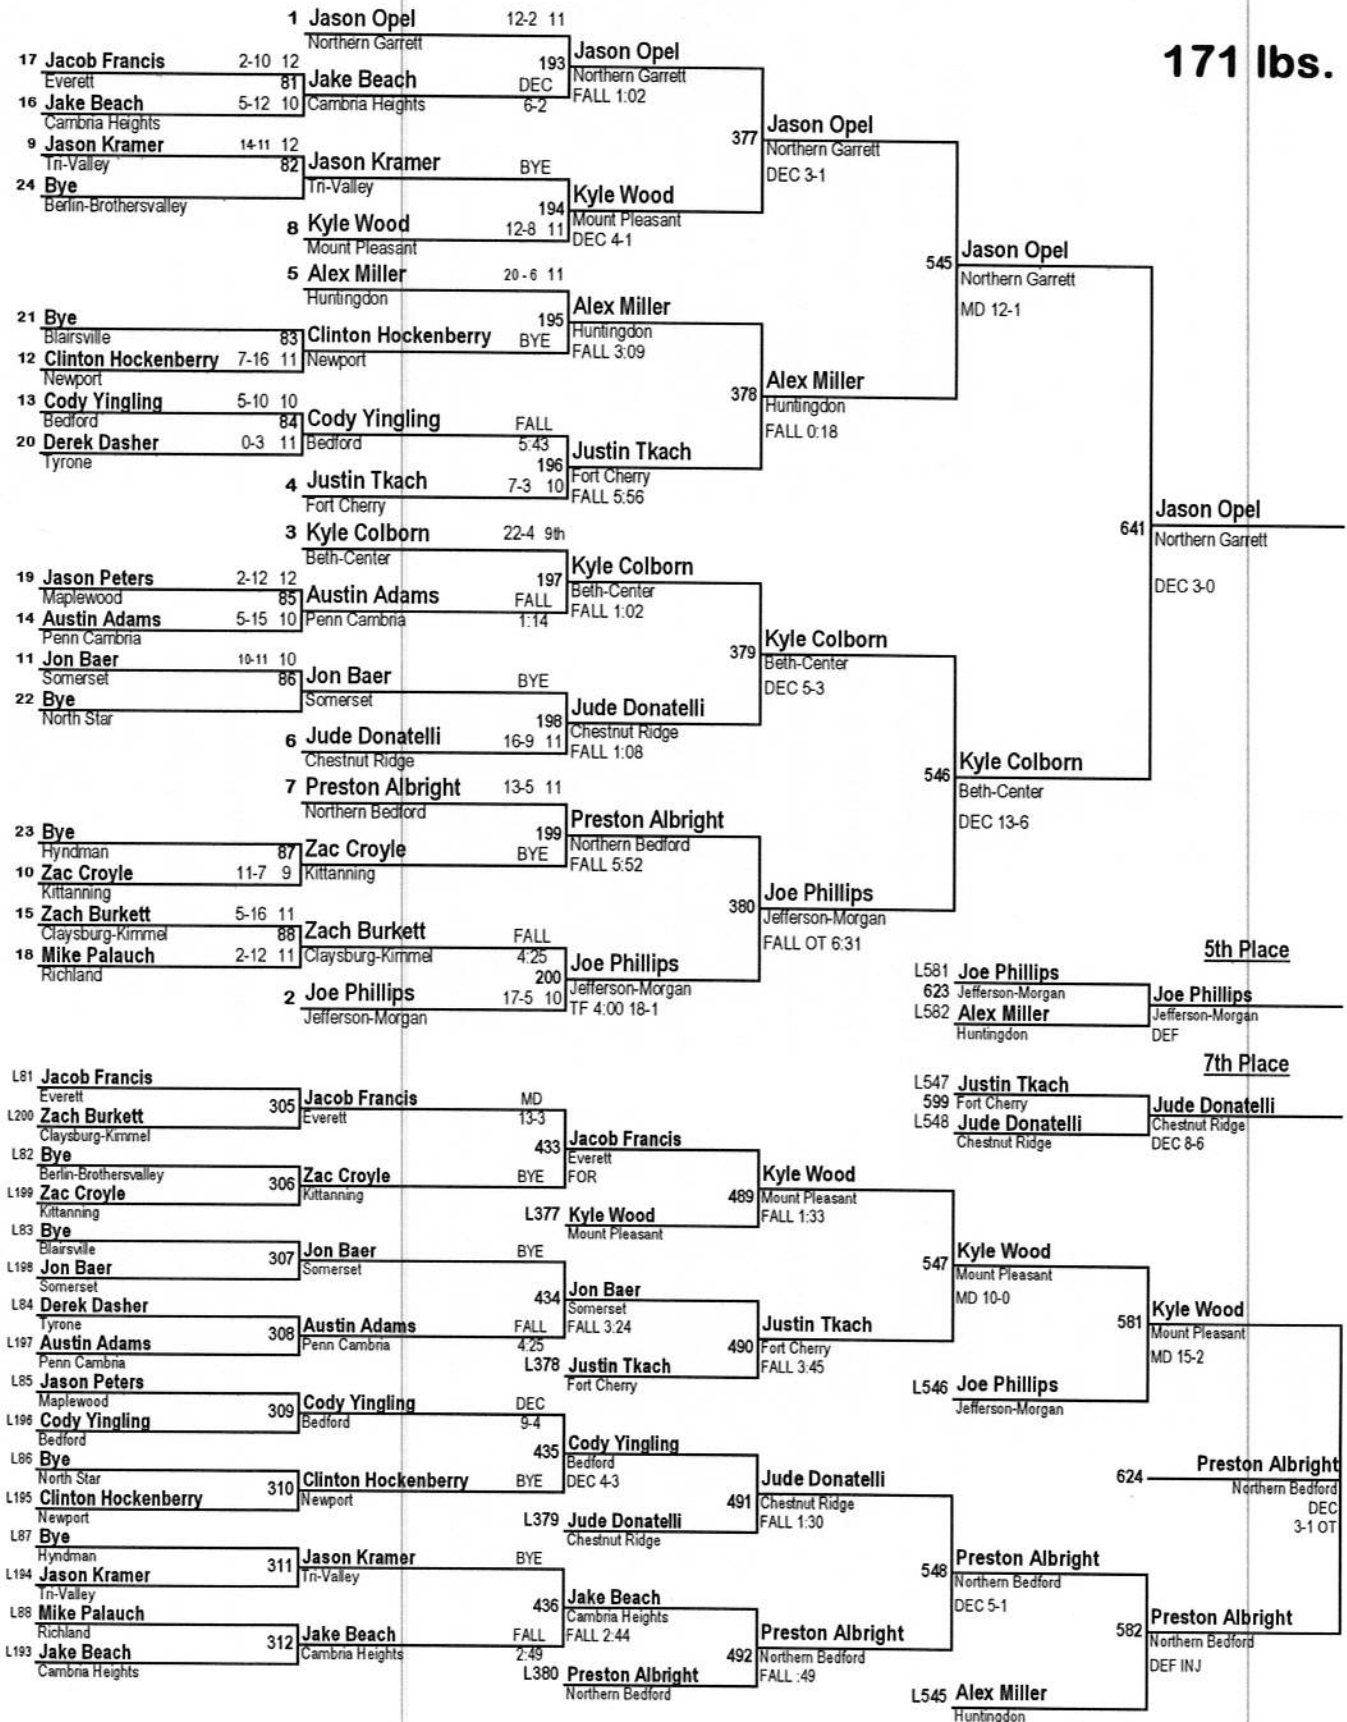 171 lbs.
1 Jason Opel 12-2 11
Northern Garrett
17 Jacob Francis 2-10 12
Everett
81
16 Jake Beach 5-12 10
Cambria Heights
Jake Beach DEC
Cambria Heights 6-2
193
Jason Opel
Northern Garrett
FALL 1:02
9 Jason Kramer 14-11 12
Tri-Valley
82
24 Bye
Berlin-Brothersvalley
Jason Kramer BYE
Tri-Valley
194
8 Kyle Wood 12-8 11
Mount Pleasant
Kyle Wood
Mount Pleasant
DEC 4-1
377
Jason Opel
Northern Garrett
DEC 3-1
5 Alex Miller 20-6 11
Huntingdon
21 Bye
Blairsville
83
12 Clinton Hockenberry 7-16 11
Newport
Clinton Hockenberry BYE
Newport
195
Alex Miller
Huntingdon
FALL 3:09
13 Cody Yingling 5-10 10
Bedford
84
20 Derek Dasher 0-3 11
Tyrone
Cody Yingling FALL
Bedford 5:43
196
4 Justin Tkach 7-3 10
Fort Cherry
Justin Tkach
Fort Cherry
FALL 5:56
378
Alex Miller
Huntingdon
FALL 0:18
545
Jason Opel
Northern Garrett
MD 12-1
3 Kyle Colborn 22-4 9th
Beth-Center
19 Jason Peters 2-12 12
Maplewood
85
14 Austin Adams 5-15 10
Penn Cambria
Austin Adams FALL
Penn Cambria 1:14
197
Kyle Colborn
Beth-Center
FALL 1:02
11 Jon Baer 10-11 10
Somerset
86
22 Bye
North Star
Jon Baer BYE
Somerset
198
6 Jude Donatelli 16-9 11
Chestnut Ridge
Jude Donatelli
Chestnut Ridge
FALL 1:08
379
Kyle Colborn
Beth-Center
DEC 5-3
7 Preston Albright 13-5 11
Northern Bedford
23 Bye
Hyndman
87
10 Zac Croyle 11-7 9
Kittanning
Zac Croyle BYE
Kittanning
199
Preston Albright
Northern Bedford
FALL 5:52
15 Zach Burkett 5-16 11
Claysburg-Kimmel
88
18 Mike Palauch 2-12 11
Richland
Zach Burkett FALL
Claysburg-Kimmel 4:25
200
2 Joe Phillips 17-5 10
Jefferson-Morgan
Joe Phillips
Jefferson-Morgan
TF 4:00 18-1
380
Joe Phillips
Jefferson-Morgan
FALL OT 6:31
546
Kyle Colborn
Beth-Center
DEC 13-6
641
Jason Opel
Northern Garrett
DEC 3-0
5th Place
L581 Joe Phillips
623 Jefferson-Morgan
L582 Alex Miller
Huntingdon
Joe Phillips
Jefferson-Morgan
DEF
7th Place
L547 Justin Tkach
599 Fort Cherry
L548 Jude Donatelli
Chestnut Ridge
Jude Donatelli
Chestnut Ridge
DEC 8-6
L81 Jacob Francis
Everett
305
L200 Zach Burkett
Claysburg-Kimmel
Jacob Francis MD
Everett 13-3
L82 Bye
Berlin-Brothersvalley
306
L199 Zac Croyle
Kittanning
Zac Croyle BYE
Kittanning
433
Jacob Francis
Everett
FOR
L377 Kyle Wood
Mount Pleasant
489
Kyle Wood
Mount Pleasant
FALL 1:33
L83 Bye
Blairsville
307
L198 Jon Baer
Somerset
Jon Baer BYE
Somerset
L84 Derek Dasher
Tyrone
308
L197 Austin Adams
Penn Cambria
Austin Adams FALL
Penn Cambria 4:25
434
Jon Baer
Somerset
FALL 3:24
L378 Justin Tkach
Fort Cherry
490
Justin Tkach
Fort Cherry
FALL 3:45
547
Kyle Wood
Mount Pleasant
MD 10-0
L546 Joe Phillips
Jefferson-Morgan
581
Kyle Wood
Mount Pleasant
MD 15-2
L85 Jason Peters
Maplewood
309
L196 Cody Yingling
Bedford
Cody Yingling DEC
Bedford 9-4
L86 Bye
North Star
310
L195 Clinton Hockenberry
Newport
Clinton Hockenberry BYE
Newport
435
Cody Yingling
Bedford
DEC 4-3
L379 Jude Donatelli
Chestnut Ridge
491
Jude Donatelli
Chestnut Ridge
FALL 1:30
L87 Bye
Hyndman
311
L194 Jason Kramer
Tri-Valley
Jason Kramer BYE
Tri-Valley
L88 Mike Palauch
Richland
312
L193 Jake Beach
Cambria Heights
Jake Beach FALL
Cambria Heights 2:49
436
Jake Beach
Cambria Heights
FALL 2:44
L380 Preston Albright
Northern Bedford
492
Preston Albright
Northern Bedford
FALL :49
548
Preston Albright
Northern Bedford
DEC 5-1
L545 Alex Miller
Huntingdon
582
Preston Albright
Northern Bedford
DEF INJ
624
Preston Albright
Northern Bedford
DEC
3-1 OT